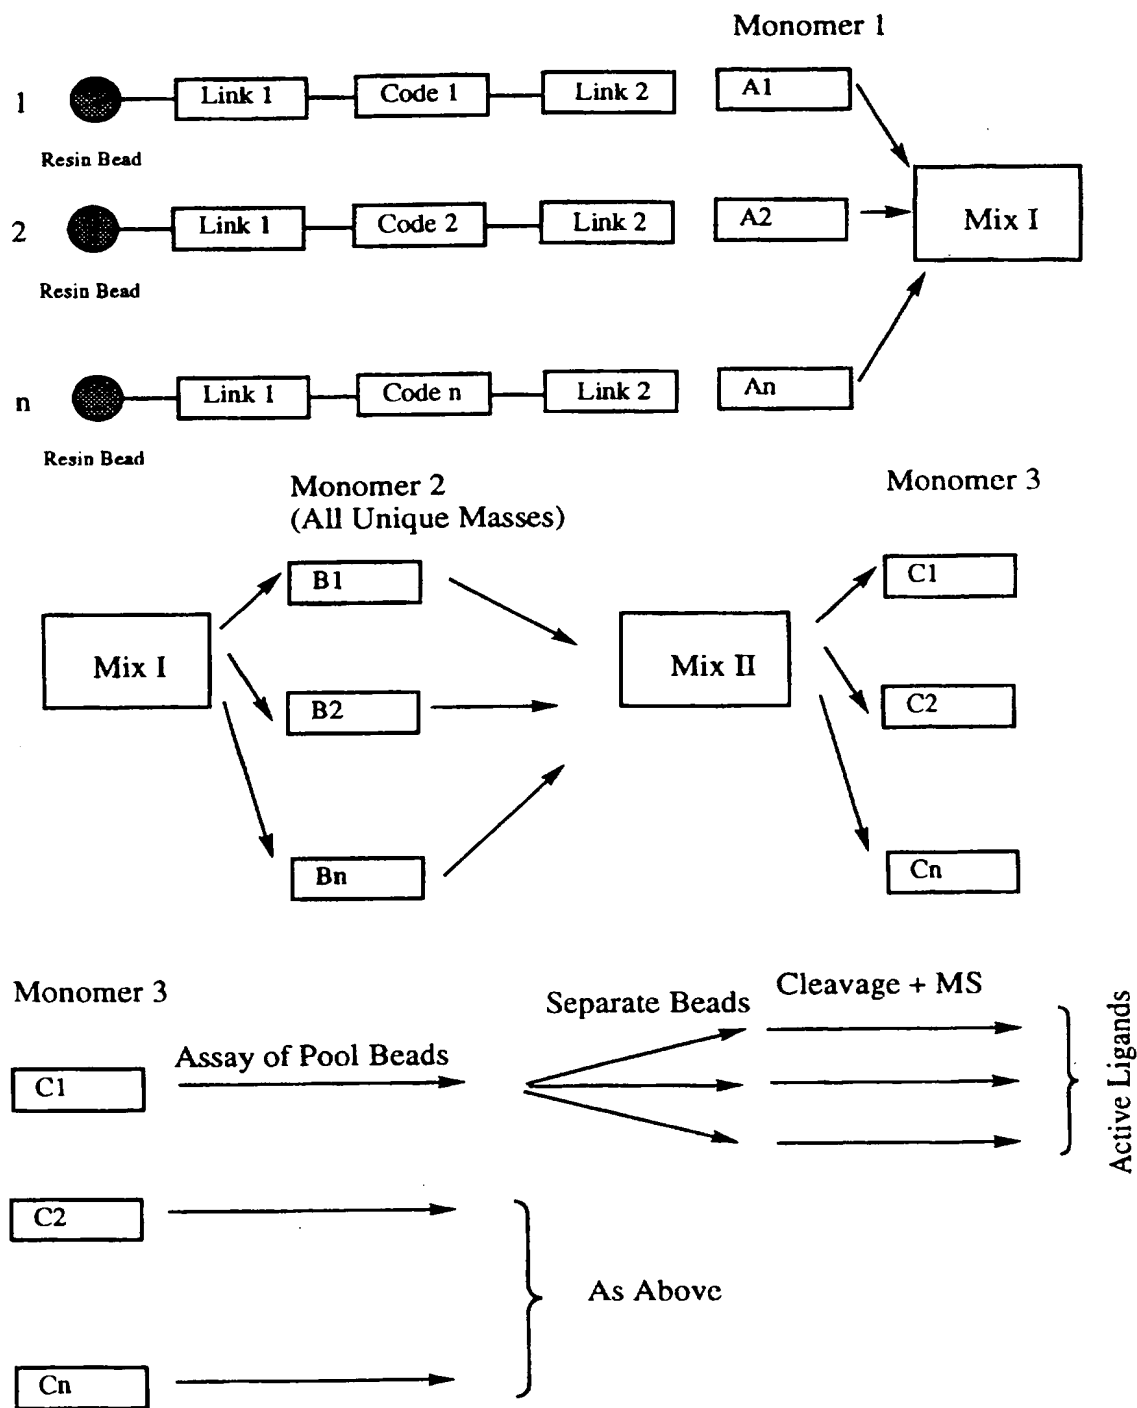 Monomer 1
1 Link 1 Code 1 Link 2 A1
Resin Bead
Mix I
2 Link 1 Code 2 Link 2 A2
Resin Bead
n Link 1 Code n Link 2 An
Resin Bead
Monomer 2
(All Unique Masses)
Monomer 3
B1
C1
Mix I
Mix II
B2
C2
Bn
Cn
Monomer 3
Separate Beads
Cleavage + MS
Assay of Pool Beads
C1
Active Ligands
C2
As Above
Cn